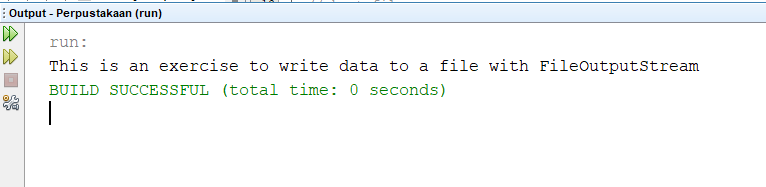 Output - Perpustakaan (run)
run:
This is an exercise to write data to a file with FileOutputStream
BUILD SUCCESSFUL (total time: 0 seconds)